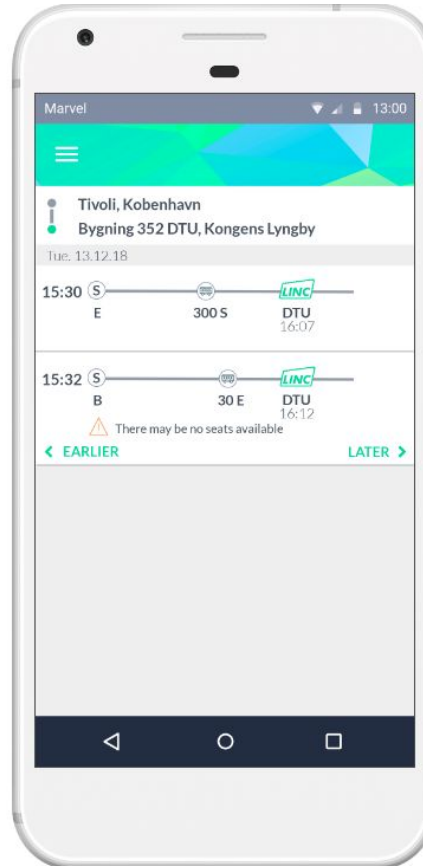 Marvel 13:00
Tivoli, Kobenhavn
Bygning 352 DTU, Kongens Lyngby
Tue. 13.12.18
15:30 S LINC
E 300 S DTU
16:07
15:32 S LINC
B 30 E DTU
16:12
There may be no seats available
EARLIER LATER